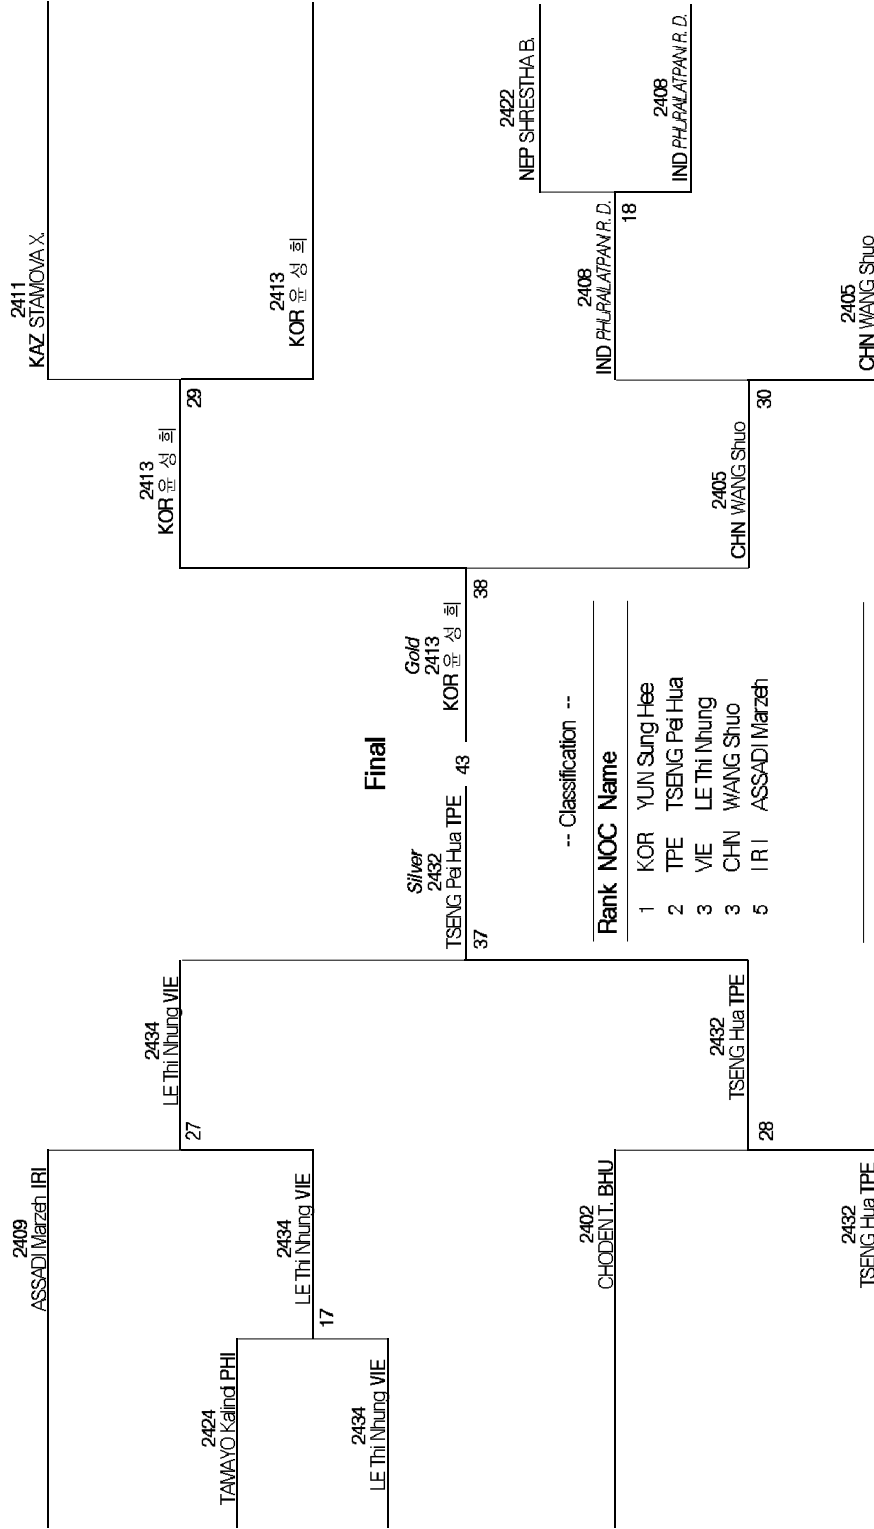 2409
ASSADI Marzeh IRI
2424
TAMAYO Kalindi PHI
2434
LE Thi Nhung VIE
17
2434
LE Thi Nhung VIE
27
2434
LE Thi Nhung VIE
2402
CHODEN T. BHU
2432
TSENG Hua TPE
28
2432
TSENG Hua TPE
37
Final
Silver
2432
TSENG Pei Hua TPE
43
Gold
2413
KOR 윤 성 희
38
2413
KOR 윤 성 희
29
2411
KAZ STAMOVA X.
2413
KOR 윤 성 희
2405
CHN WANG Shuo
30
2408
IND PHURAILATPANI R. D.
18
2422
NEP SHRESTHA B.
2408
IND PHURAILATPANI R. D.
2405
CHN WANG Shuo
-- Classification --
Rank NOC Name
1 KOR YUN Sung Hee
2 TPE TSENG Pei Hua
3 VIE LE Thi Nhung
3 CHN WANG Shuo
5 I R I ASSADI Marzeh